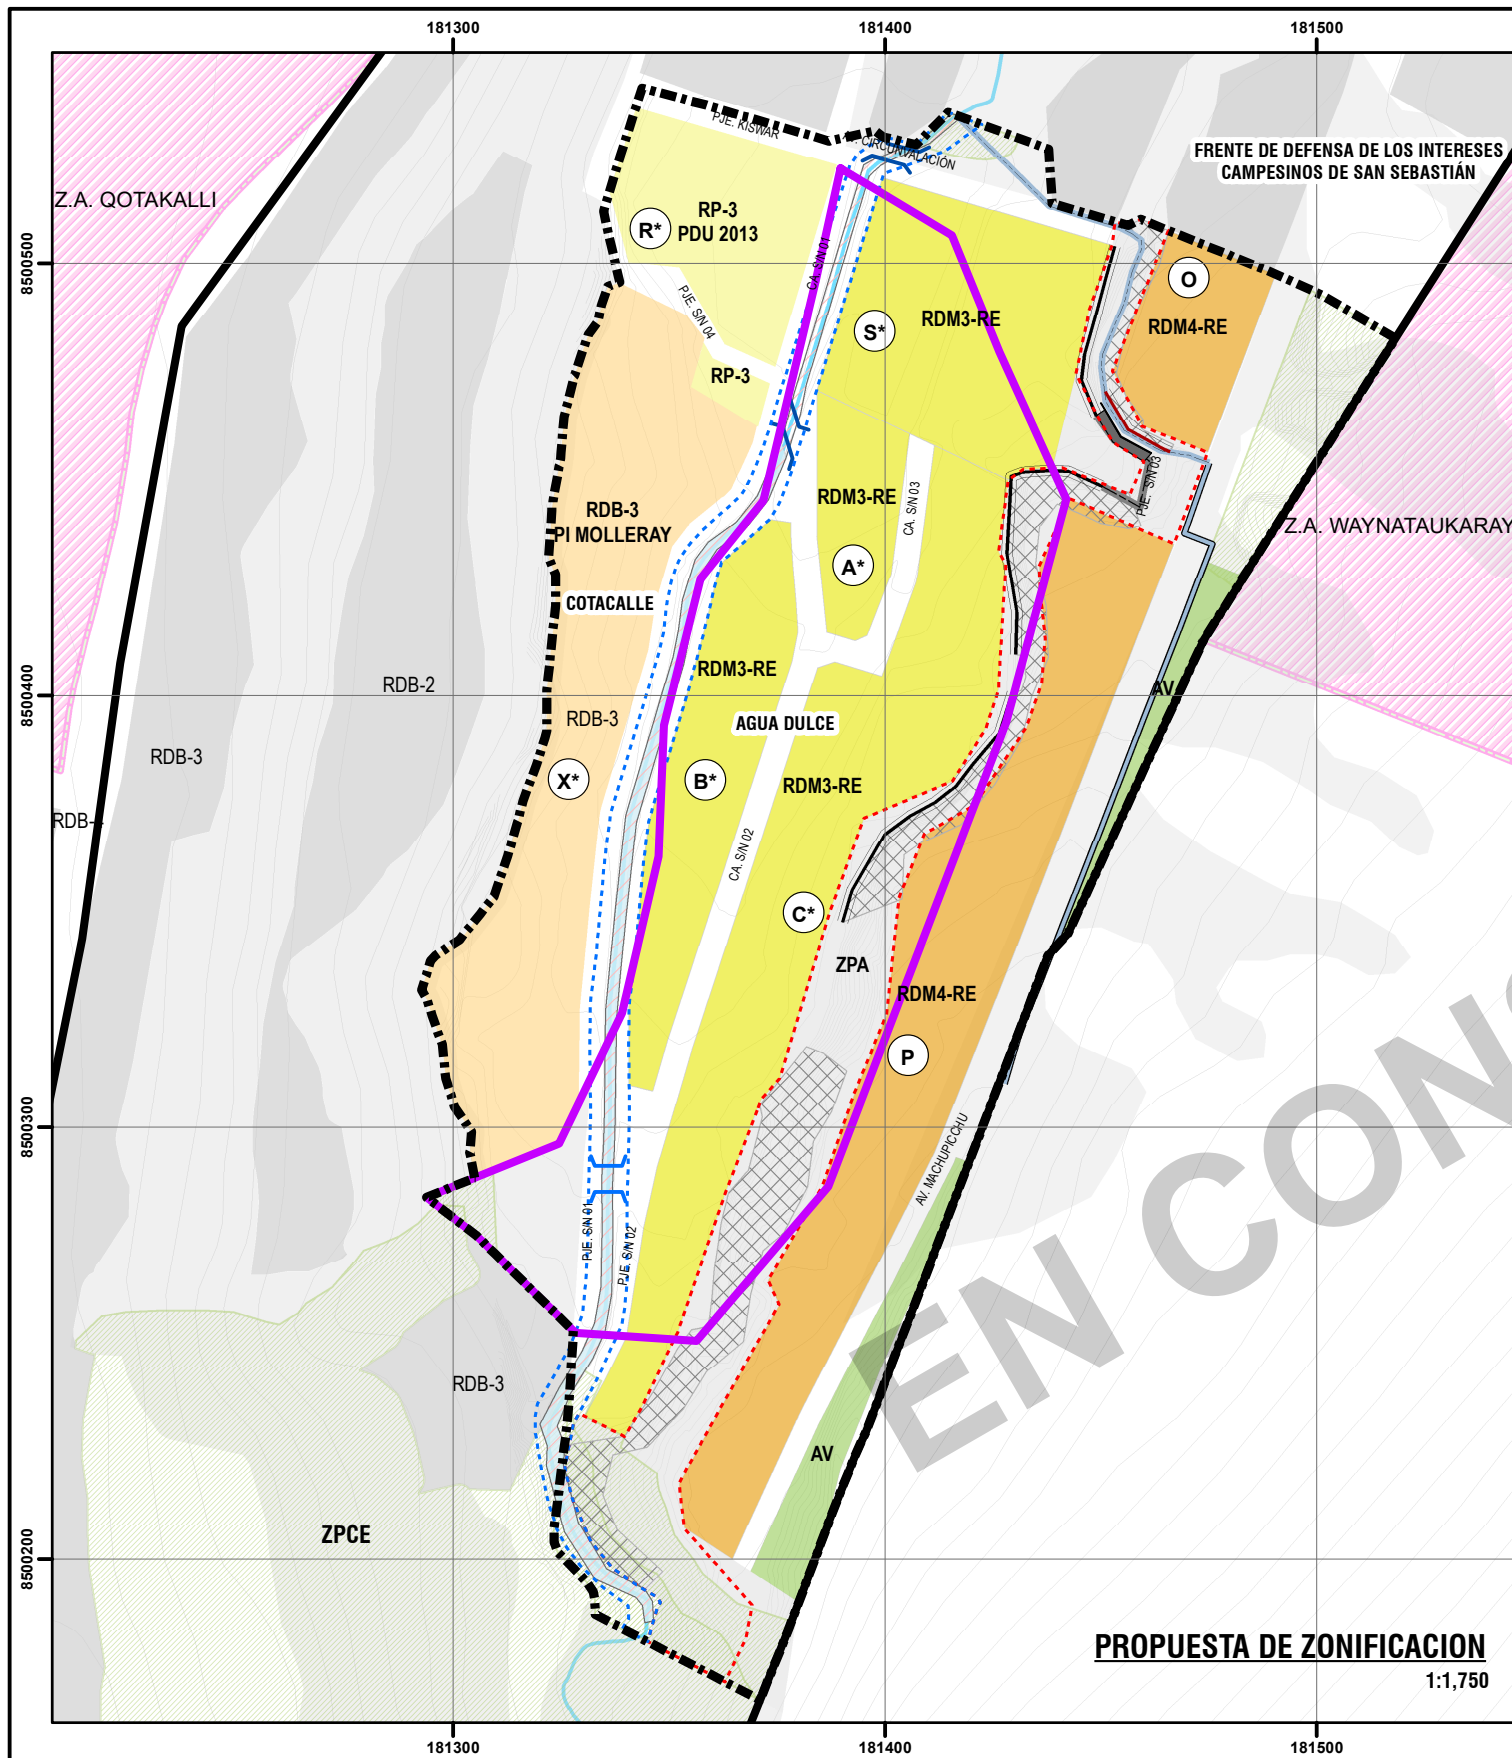 181300
181400
181500
PJE. KISWAR
CIRCUNVALACIÓN
FRENTE DE DEFENSA DE LOS INTERESES
CAMPESINOS DE SAN SEBASTIÁN
Z.A. QOTAKALLI
RP-3
PDU 2013
R*
8500500
CA. S/N 01
O
RDM4-RE
PJE. S/N 04
S*
RDM3-RE
RP-3
RDB-3
PI MOLLERAY
RDM3-RE
CA. S/N 03
PJE. S/N 03
Z.A. WAYNATAUKARAY
A*
COTACALLE
RDM3-RE
RDB-2
8500400
AV
RDB-3
AGUA DULCE
RDB-3
X*
B*
RDM3-RE
RDB-
CA. S/N 02
C*
ZPA
RDM4-RE
P
8500300
AV. MACHUPICCHU
PJE. S/N 01
PJE. S/N 02
EN CON
RDB-3
AV
ZPCE
8500200
PROPUESTA DE ZONIFICACION
1:1,750
181300
181400
181500